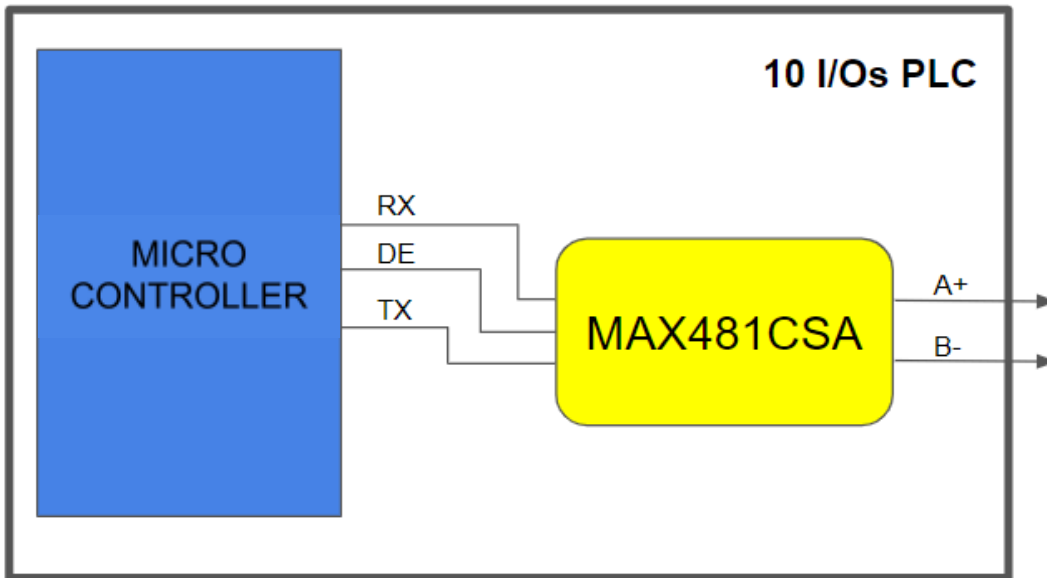 10 I/Os PLC
RX
DE
TX
MICRO
CONTROLLER
MAX481CSA
A+
B-